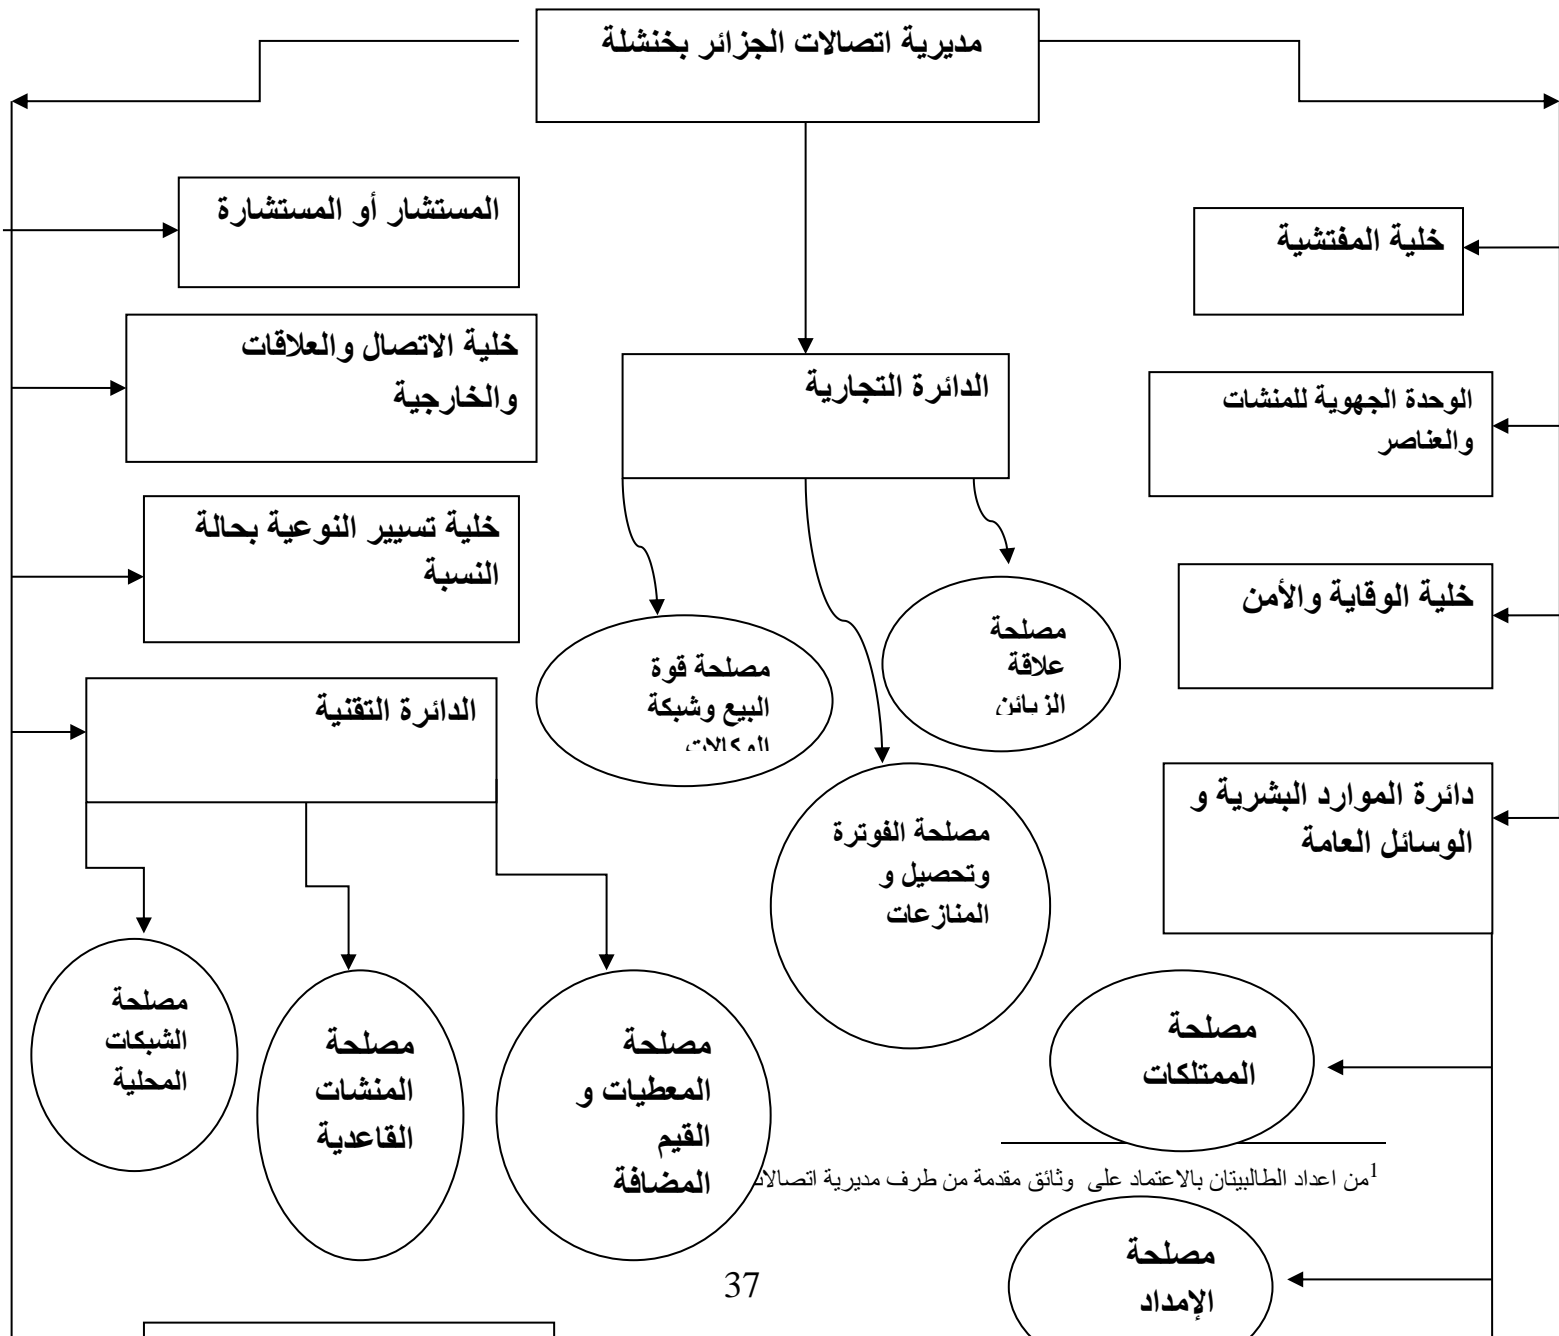 مديرية اتصالات الجزائر بخنشلة
المستشار أو المستشارة
خلية المفتشية
خلية الاتصال والعلاقات
والخارجية
الدائرة التجارية
الوحدة الجهوية للمنشات
والعناصر
خلية تسيير النوعية بحالة
النسبة
خلية الوقاية والأمن
مصلحة
علاقة
الزبائن
مصلحة قوة
البيع وشبكة
الوكالات
الدائرة التقنية
دائرة الموارد البشرية و
الوسائل العامة
مصلحة الفوترة
وتحصيل و
المنازعات
مصلحة
الشبكات
المحلية
مصلحة
المنشات
القاعدية
مصلحة
المعطيات و
القيم
المضافة
مصلحة
الممتلكات
1من اعداد الطالبيتان بالاعتماد على وثائق مقدمة من طرف مديرية
مصلحة
الإمداد
37